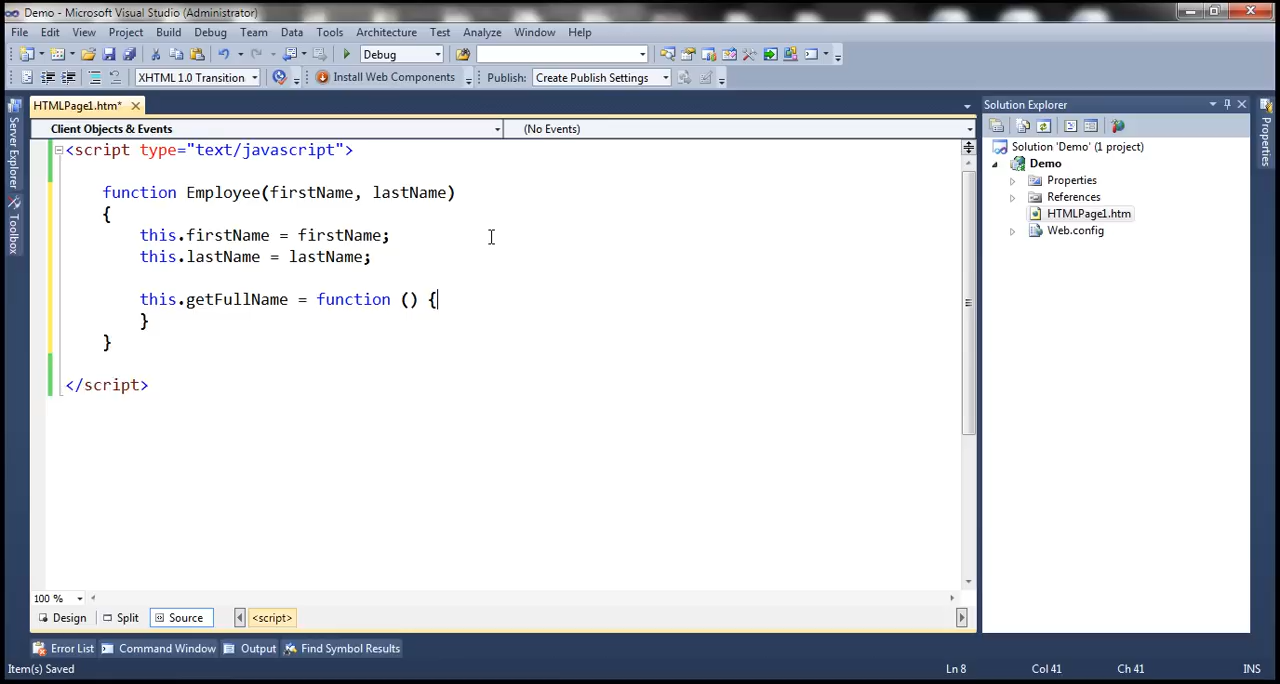 Demo - Microsoft Visual Studio (Administrator)
File Edit View Project Build Debug Team Data Tools Architecture Test Analyze Window Help
Debug
XHTML 1.0 Transition Install Web Components Publish: Create Publish Settings
HTMLPage1.htm*
Client Objects & Events (No Events)
<script type="text/javascript">
function Employee(firstName, lastName)
{
this.firstName = firstName;
this.lastName = lastName;
this.getFullName = function () {
}
}
</script>
100 %
Design Split Source <script>
Error List Command Window Output Find Symbol Results
Item(s) Saved Ln 8 Col 41 Ch 41 INS
Server Explorer
Toolbox
Solution Explorer
Solution 'Demo' (1 project)
Demo
Properties
References
HTMLPage1.htm
Web.config
Properties